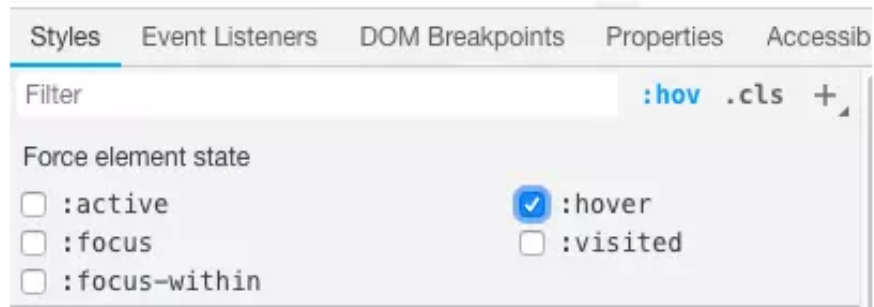 Styles Event Listeners DOM Breakpoints Properties Accessib
Filter :hov .cls +
Force element state
:active :hover
:focus :visited
:focus-within